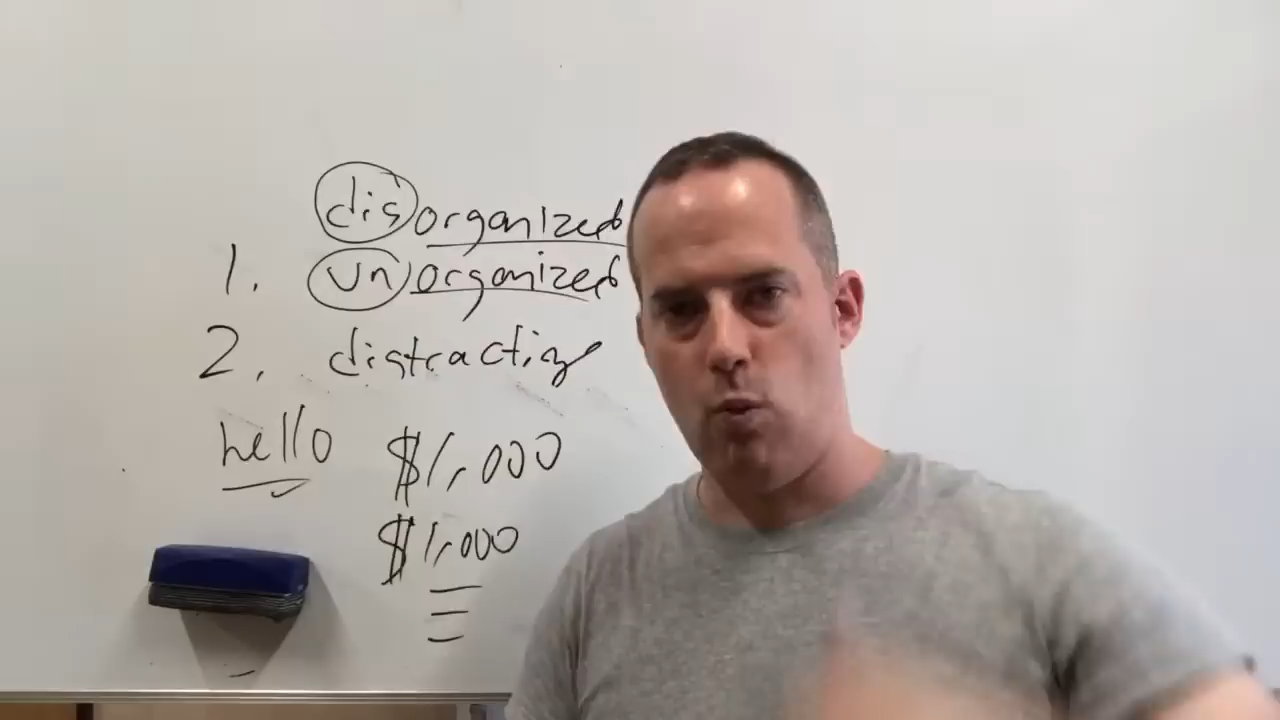 disorganized
1. unorganized
2. distracting
hello $1,000
$1,000